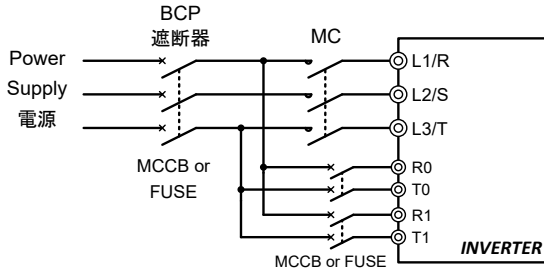 BCP
遮断器
MC
Power
Supply
電源
L1/R
L2/S
L3/T
MCCB or
FUSE
R0
T0
R1
T1
MCCB or FUSE
INVERTER